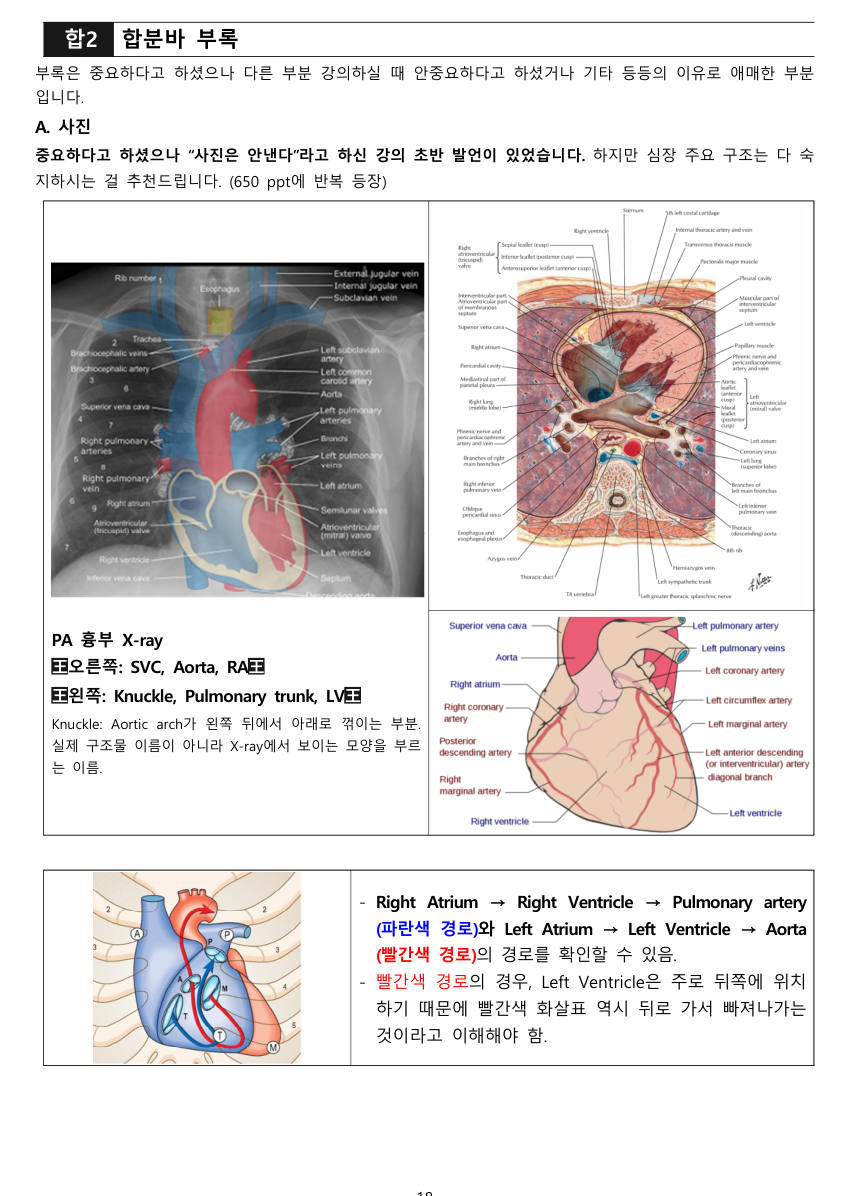 합2 합분바 부록
부록은 중요하다고 하셨으나 다른 부분 강의하실 때 안중요하다고 하셨거나 기타 등등의 이유로 애매한 부분
입니다.
A. 사진
중요하다고 하셨으나 “사진은 안낸다”라고 하신 강의 초반 발언이 있었습니다. 하지만 심장 주요 구조는 다 숙
지하시는 걸 추천드립니다. (650 ppt에 반복 등장)
Rib number 1
Esophagus
External jugular vein
Internal jugular vein
Subclavian vein
Trachea
2
Brachiocephalic veins
Brachiocephalic artery
3
6
Superior vena cava
4
7
Right pulmonary
arteries
5
8
Right pulmonary
vein
6
9
Right atrium
Atrioventricular
(tricuspid) valve
7
Right ventricle
Inferior vena cava
Left subclavian
artery
Left common
carotid artery
Aorta
Left pulmonary
arteries
Bronchi
Left pulmonary
veins
Left atrium
Semilunar valves
Atrioventricular
(mitral) valve
Left ventricle
Septum
Descending aorta
PA 흉부 X-ray
王오른쪽: SVC, Aorta, RA王
王왼쪽: Knuckle, Pulmonary trunk, LV王
Knuckle: Aortic arch가 왼쪽 뒤에서 아래로 꺾이는 부분.
실제 구조물 이름이 아니라 X-ray에서 보이는 모양을 부르
는 이름.
Sternum
5th left costal cartilage
Right ventricle
Internal thoracic artery and vein
Transversus thoracis muscle
Pectoralis major muscle
Pleural cavity
Right
atrioventricular
(tricuspid)
valve
Septal leaflet (cusp)
Inferior leaflet (posterior cusp)
Anterosuperior leaflet (anterior cusp)
Interventricular part,
Atrioventricular part
of membranous
septum
Superior vena cava
Right atrium
Pericardial cavity
Mediastinal part of
parietal pleura
Right lung
(middle lobe)
Phrenic nerve and
pericardiacophrenic
artery and vein
Branches of right
main bronchus
Right inferior
pulmonary vein
Oblique
pericardial sinus
Esophagus and
esophageal plexus
Azygos vein
Thoracic duct
T8 vertebra
Muscular part of
interventricular
septum
Left ventricle
Papillary muscle
Phrenic nerve and
pericardiacophrenic
artery and vein
Aortic
leaflet
(anterior
cusp)
Mural
leaflet
(posterior
cusp)
Left
atrioventricular
(mitral) valve
Left atrium
Coronary sinus
Left lung
(superior lobe)
Branches of
left main bronchus
Left inferior
pulmonary vein
Thoracic
(descending) aorta
8th rib
Hemiazygos vein
Left sympathetic trunk
Left greater thoracic splanchnic nerve
Superior vena cava
Aorta
Right atrium
Right coronary
artery
Posterior
descending artery
Right
marginal artery
Right ventricle
Left pulmonary artery
Left pulmonary veins
Left coronary artery
Left circumflex artery
Left marginal artery
Left anterior descending
(or interventricular) artery
diagonal branch
Left ventricle
2
2
A
P
P
3
3
A
M
4
T
5
T
M
- Right Atrium → Right Ventricle → Pulmonary artery
(파란색 경로)와 Left Atrium → Left Ventricle → Aorta
(빨간색 경로)의 경로를 확인할 수 있음.
- 빨간색 경로의 경우, Left Ventricle은 주로 뒤쪽에 위치
하기 때문에 빨간색 화살표 역시 뒤로 가서 빠져나가는
것이라고 이해해야 함.